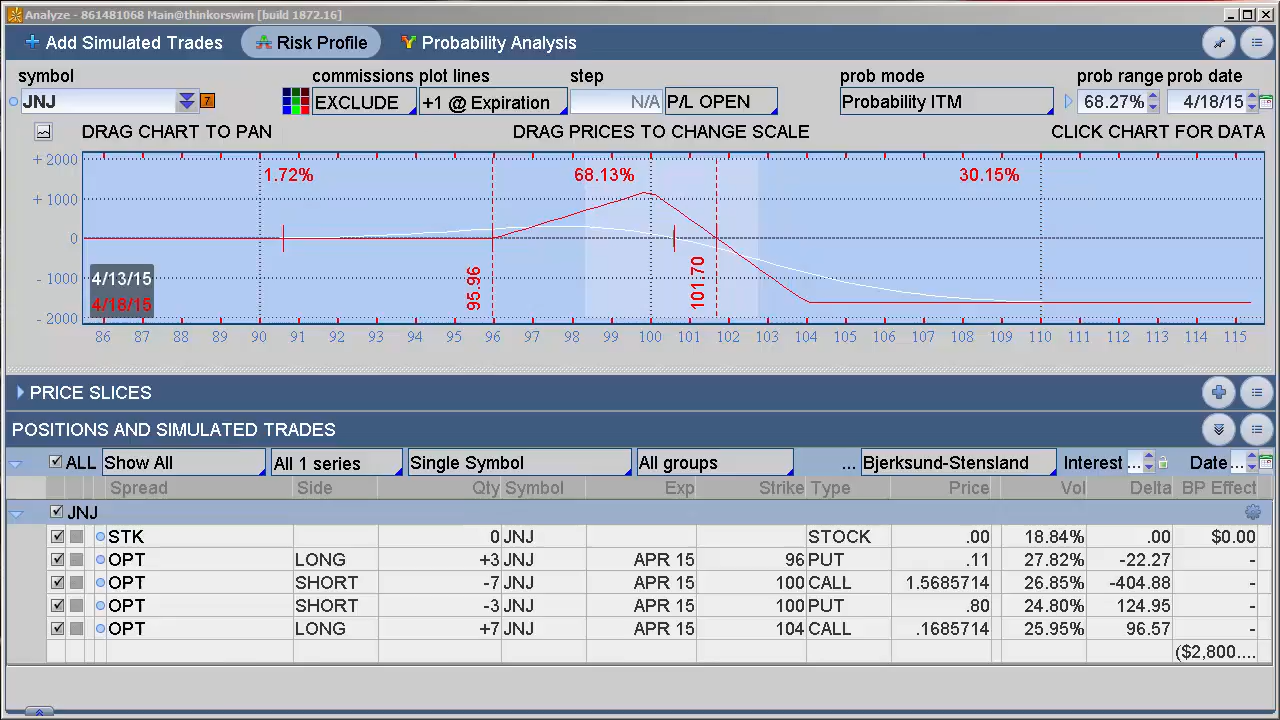 Analyze - 861481068 Main@thinkorswim [build 1872.16]
Add Simulated Trades Risk Profile Probability Analysis
symbol commissions plot lines step prob mode prob range prob date
JNJ 7 EXCLUDE +1 @ Expiration N/A P/L OPEN Probability ITM 68.27% 4/18/15
DRAG CHART TO PAN DRAG PRICES TO CHANGE SCALE CLICK CHART FOR DATA
+2000
1.72% 68.13% 30.15%
+1000
0
-1000
95.96 101.70
4/13/15
4/18/15
-2000
86 87 88 89 90 91 92 93 94 95 96 97 98 99 100 101 102 103 104 105 106 107 108 109 110 111 112 113 114 115
PRICE SLICES
POSITIONS AND SIMULATED TRADES
ALL Show All All 1 series Single Symbol All groups ... Bjerksund-Stensland Interest ... Date ...
Spread Side Qty Symbol Exp Strike Type Price Vol Delta BP Effect
JNJ
STK 0 JNJ STOCK .00 18.84% .00 $0.00
OPT LONG +3 JNJ APR 15 96 PUT .11 27.82% -22.27 -
OPT SHORT -7 JNJ APR 15 100 CALL 1.5685714 26.85% -404.88 -
OPT SHORT -3 JNJ APR 15 100 PUT .80 24.80% 124.95 -
OPT LONG +7 JNJ APR 15 104 CALL .1685714 25.95% 96.57 -
($2,800....